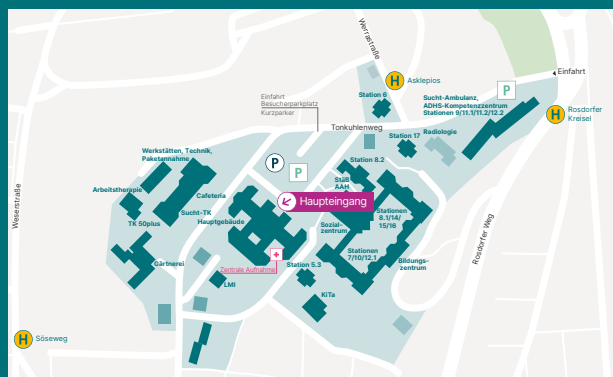 Werrastraße
H Asklepios
Station 6
Einfahrt
P
Sucht-Ambulanz,
ADHS-Kompetenzzentrum
Stationen 9/11.1/11.2/12.2
H Rosdorfer
Kreisel
Einfahrt
Besucherparkplatz
Kurzparker
Tonkuhlenweg
Station 17
Radiologie
Werkstätten, Technik,
Paketannahme
P
P
Station 8.2
StäB
AAH
Arbeitstherapie
Cafeteria
Haupteingang
Weserstraße
Sucht-TK
TK 50plus
Hauptgebäude
Sozial-
zentrum
Stationen
8.1/14/
15/16
Rosdorfer Weg
Stationen
7/10/12.1
Bildungs-
zentrum
Gärtnerei
Zentrale Aufnahme
Station 5.3
LMI
KiTa
H Söseweg